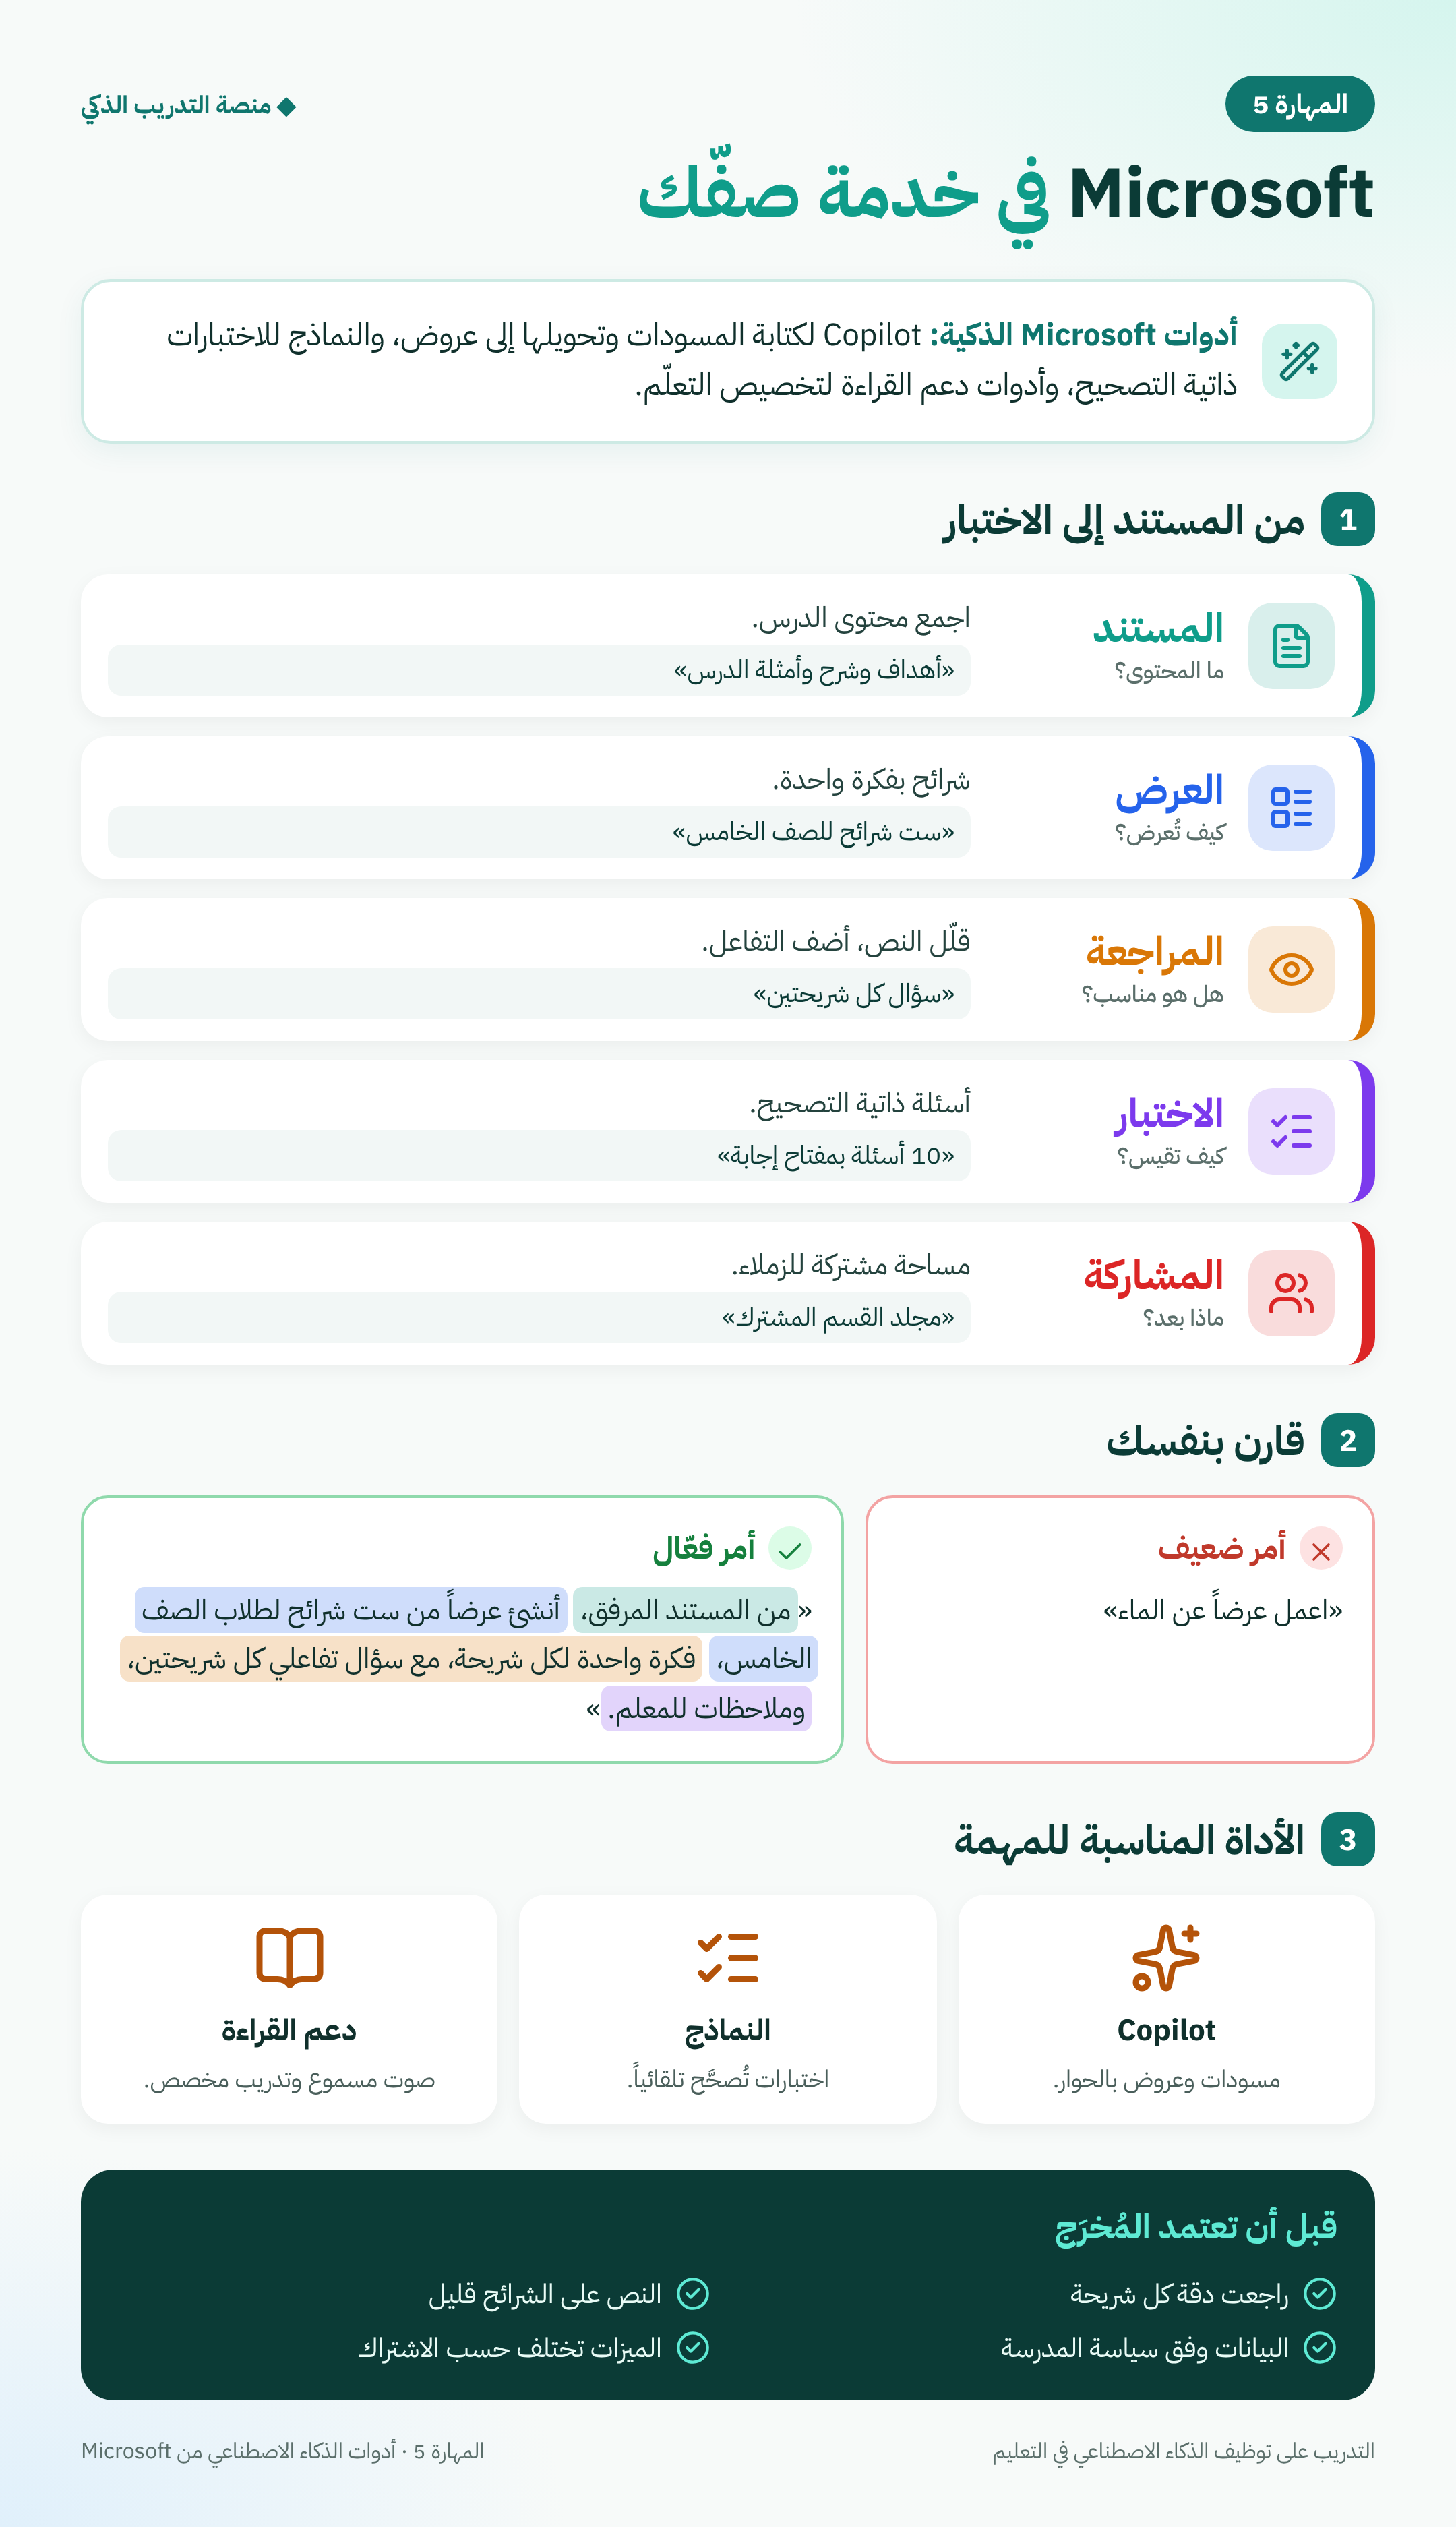 المهارة 5
◆ منصة التدريب الذكي
Microsoft في خدمة صفّك
أدوات Microsoft الذكية: Copilot لكتابة المسودات وتحويلها إلى عروض، والنماذج للاختبارات
ذاتية التصحيح، وأدوات دعم القراءة لتخصيص التعلّم.
1 من المستند إلى الاختبار
المستند
ما المحتوى؟
اجمع محتوى الدرس.
«أهداف وشرح وأمثلة الدرس»
العرض
كيف تُعرض؟
شرائح بفكرة واحدة.
«ست شرائح للصف الخامس»
المراجعة
هل هو مناسب؟
قلّل النص، أضف التفاعل.
«سؤال كل شريحتين»
الاختبار
كيف تقيس؟
أسئلة ذاتية التصحيح.
«10 أسئلة بمفتاح إجابة»
المشاركة
ماذا بعد؟
مساحة مشتركة للزملاء.
«مجلد القسم المشترك»
2 قارن بنفسك
أمر ضعيف
«اعمل عرضاً عن الماء»
أمر فعّال
«من المستند المرفق، أنشئ عرضاً من ست شرائح لطلاب الصف
الخامس، فكرة واحدة لكل شريحة، مع سؤال تفاعلي كل شريحتين،
وملاحظات للمعلم.»
3 الأداة المناسبة للمهمة
Copilot
مسودات وعروض بالحوار.
النماذج
اختبارات تُصحَّح تلقائياً.
دعم القراءة
صوت مسموع وتدريب مخصص.
قبل أن تعتمد المُخرَج
راجعت دقة كل شريحة
النص على الشرائح قليل
البيانات وفق سياسة المدرسة
الميزات تختلف حسب الاشتراك
التدريب على توظيف الذكاء الاصطناعي في التعليم
المهارة 5 · أدوات الذكاء الاصطناعي من Microsoft